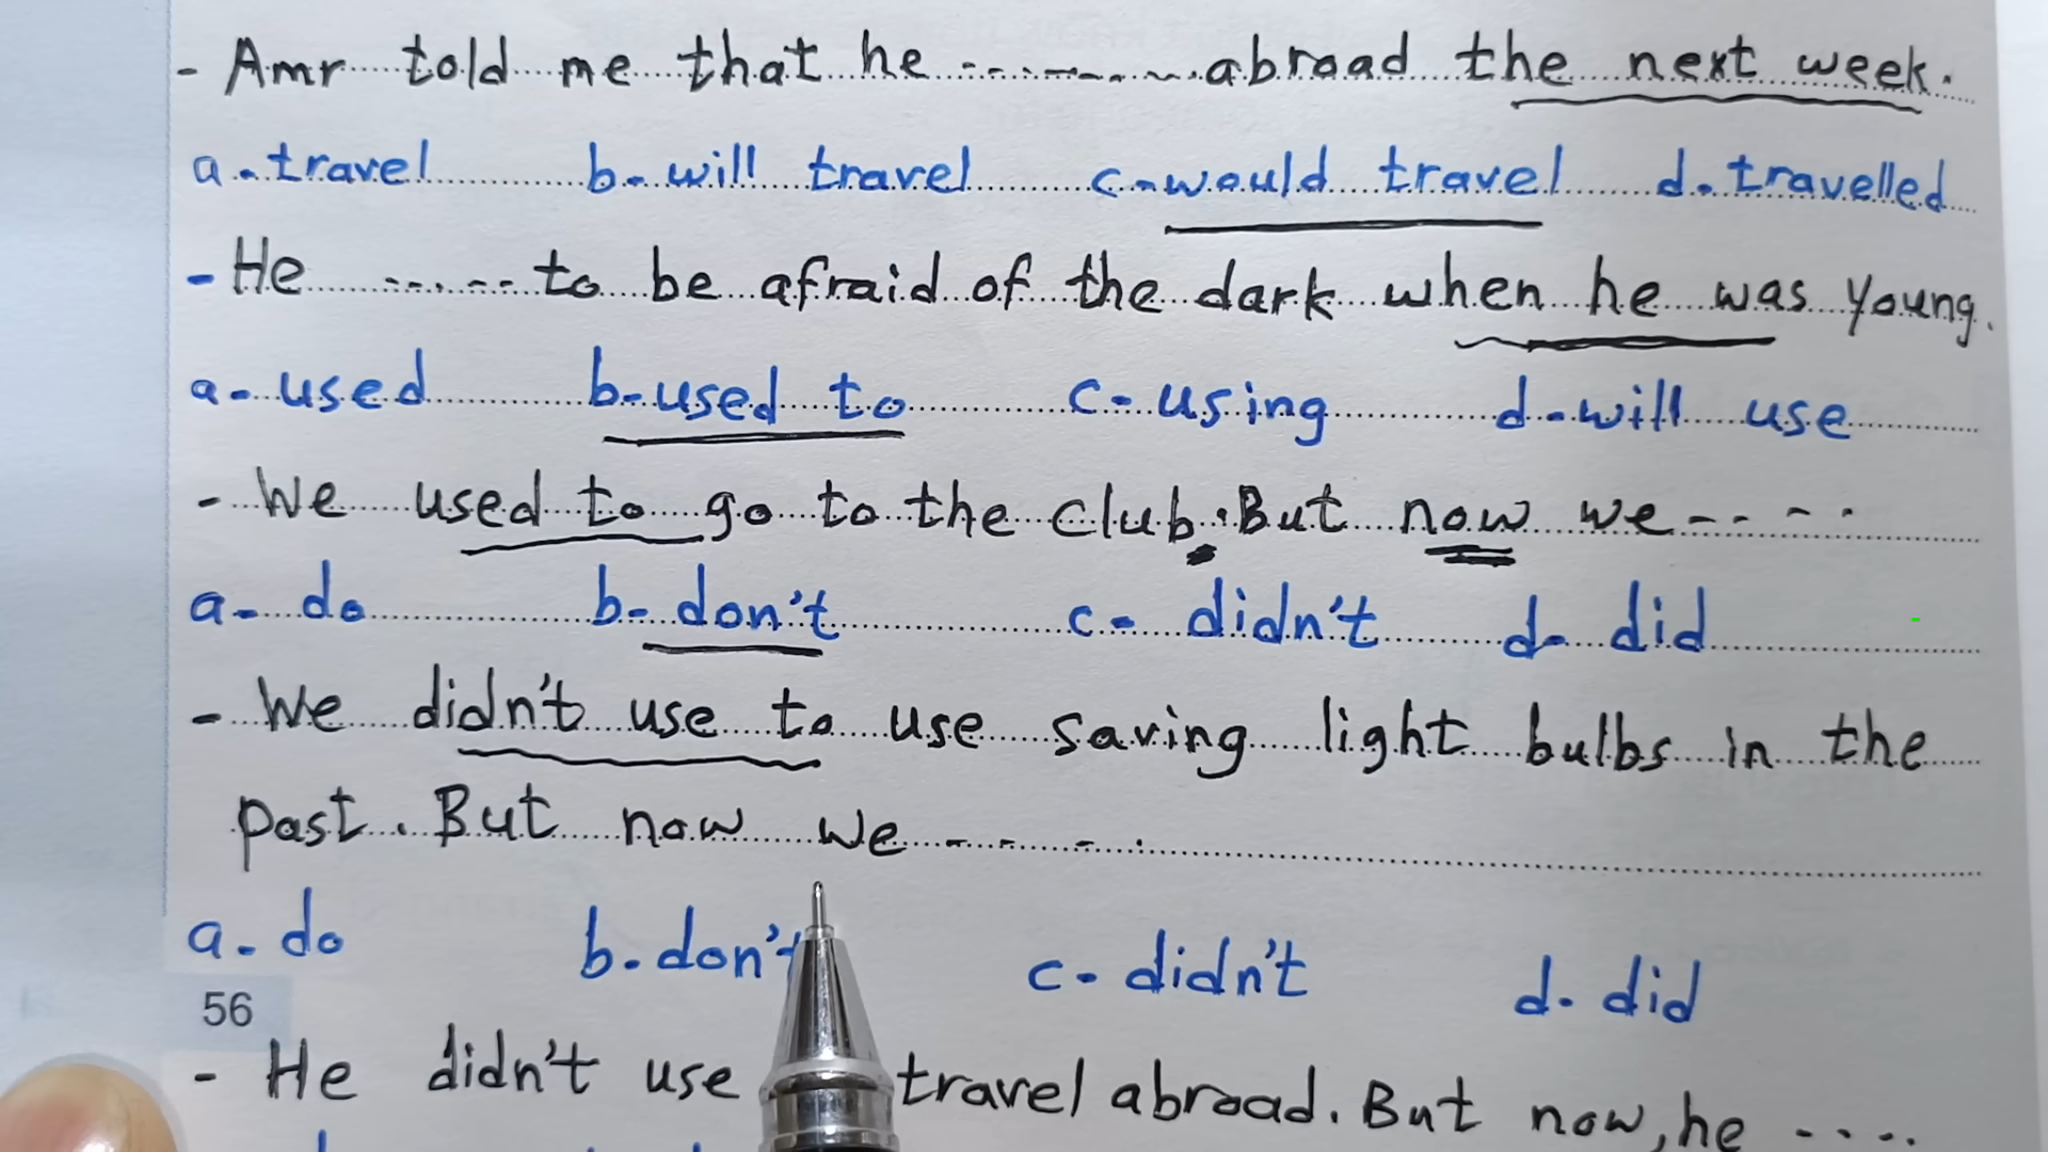 - Amr told me that he ........... abroad the next week.
a- travel b- will travel c- would travel d- travelled
- He ...... to be afraid of the dark when he was young.
a- used b- used to c- using d- will use
- We used to go to the club. But now we ....
a- do b- don't c- didn't d- did
- We didn't use to use saving light bulbs in the
past. But now we ....
a- do b- don't c- didn't d- did
56
- He didn't use travel abroad. But now, he ....